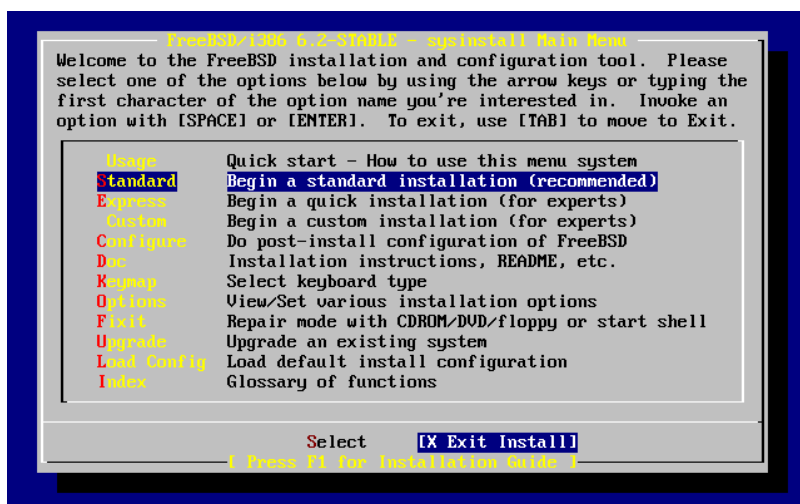 FreeBSD/i386 6.2-STABLE - sysinstall Main Menu
Welcome to the FreeBSD installation and configuration tool.  Please
select one of the options below by using the arrow keys or typing the
first character of the option name you're interested in.  Invoke an
option with [SPACE] or [ENTER].  To exit, use [TAB] to move to Exit.
Usage Quick start - How to use this menu system
Standard Begin a standard installation (recommended)
Express Begin a quick installation (for experts)
Custom Begin a custom installation (for experts)
Configure Do post-install configuration of FreeBSD
Doc Installation instructions, README, etc.
Keymap Select keyboard type
Options View/Set various installation options
Fixit Repair mode with CDROM/DVD/floppy or start shell
Upgrade Upgrade an existing system
Load Config Load default install configuration
Index Glossary of functions
Select [X Exit Install]
[ Press F1 for Installation Guide ]